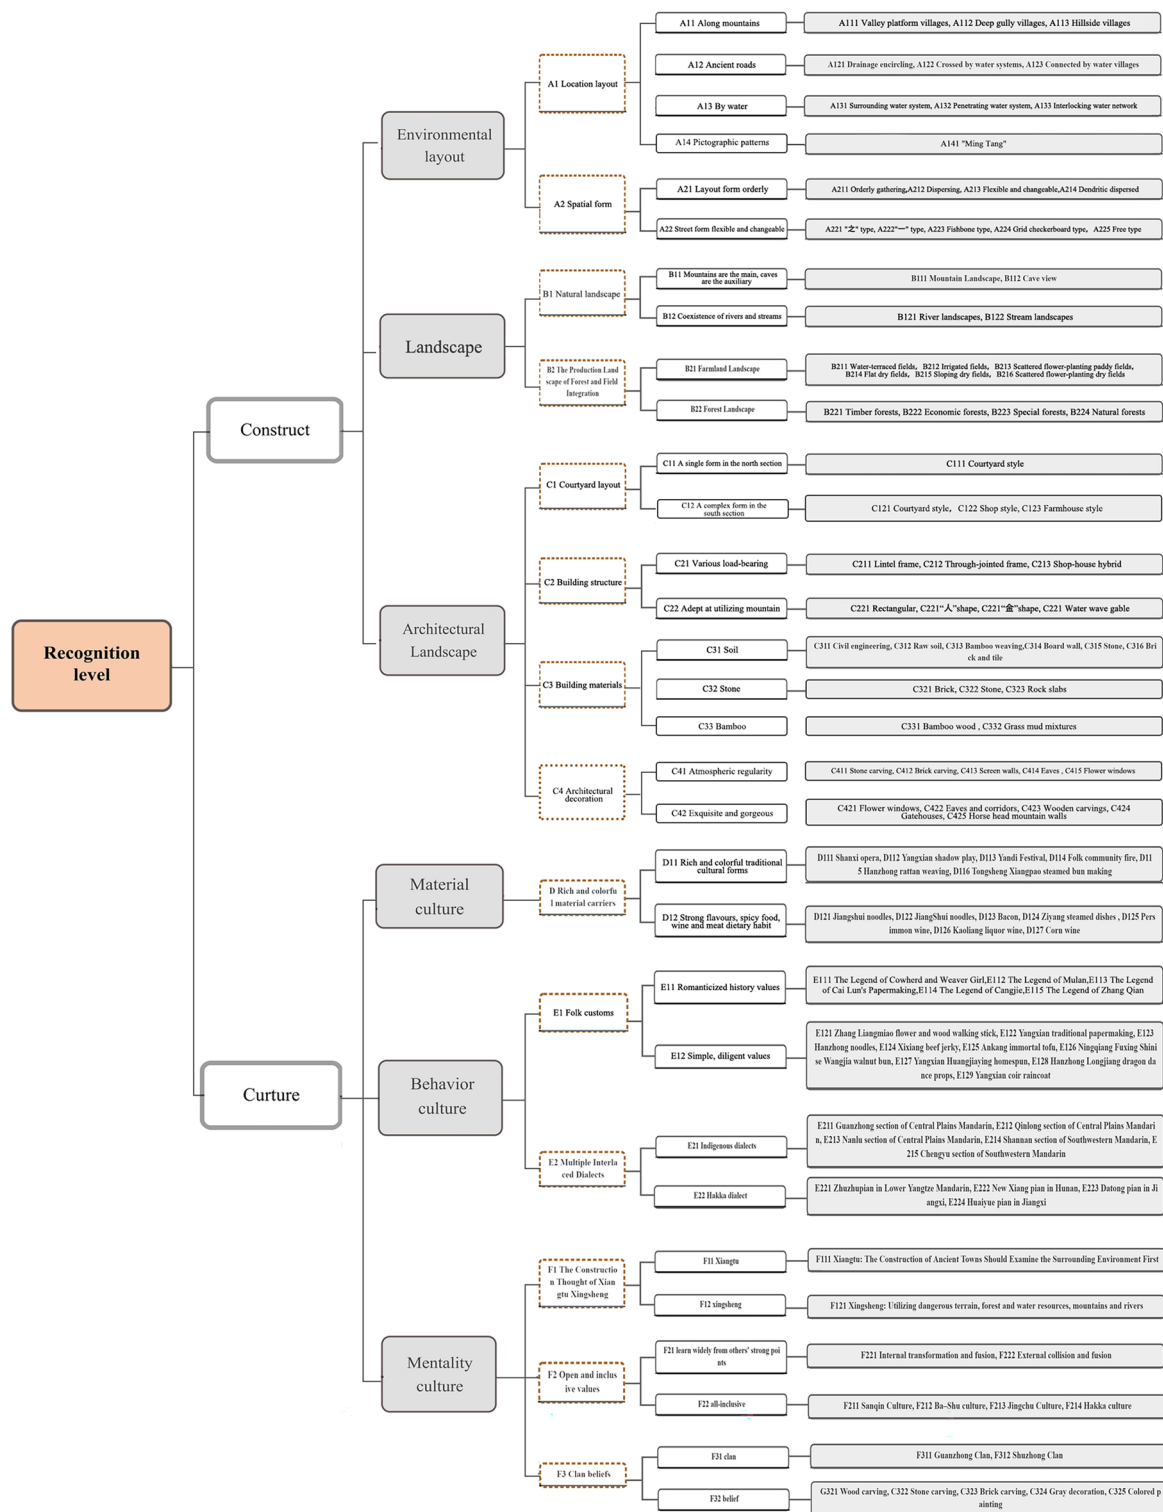 Recognition
level
Construct
Curture
Environmental
layout
Landscape
Architectural
Landscape
Material
culture
Behavior
culture
Mentality
culture
A1 Location layout
A2 Spatial form
B1 Natural landscape
B2 The Production Land
scape of Forest and Field
Integration
C1 Courtyard layout
C2 Building structure
C3 Building materials
C4 Architectural
decoration
D Rich and colorfu
l material carriers
E1 Folk customs
E2 Multiple Interla
ced Dialects
F1 The Constructio
n Thought of Xian
gtu Xingsheng
F2 Open and inclus
ive values
F3 Clan beliefs
A11 Along mountains
A111 Valley platform villages, A112 Deep gully villages, A113 Hillside villages
A12 Ancient roads
A121 Drainage encircling, A122 Crossed by water systems, A123 Connected by water villages
A13 By water
A131 Surrounding water system, A132 Penetrating water system, A133 Interlocking water network
A14 Pictographic patterns
A141 "Ming Tang"
A21 Layout form orderly
A211 Orderly gathering,A212 Dispersing, A213 Flexible and changeable,A214 Dendritic dispersed
A22 Street form flexible and changeable
A221 "之" type, A222"一" type, A223 Fishbone type, A224 Grid checkerboard type, A225 Free type
B11 Mountains are the main, caves
are the auxiliary
B111 Mountain Landscape, B112 Cave view
B12 Coexistence of rivers and streams
B121 River landscapes, B122 Stream landscapes
B21 Farmland Landscape
B211 Water-terraced fields, B212 Irrigated fields, B213 Scattered flower-planting paddy fields,
B214 Flat dry fields, B215 Sloping dry fields, B216 Scattered flower-planting dry fields
B22 Forest Landscape
B221 Timber forests, B222 Economic forests, B223 Special forests, B224 Natural forests
C11 A single form in the north section
C111 Courtyard style
C12 A complex form in the
south section
C121 Courtyard style, C122 Shop style, C123 Farmhouse style
C21 Various load-bearing
C211 Lintel frame, C212 Through-jointed frame, C213 Shop-house hybrid
C22 Adept at utilizing mountain
C221 Rectangular, C221“人”shape, C221“金”shape, C221 Water wave gable
C31 Soil
C311 Civil engineering, C312 Raw soil, C313 Bamboo weaving,C314 Board wall, C315 Stone, C316 Bri
ck and tile
C32 Stone
C321 Brick, C322 Stone, C323 Rock slabs
C33 Bamboo
C331 Bamboo wood , C332 Grass mud mixtures
C41 Atmospheric regularity
C411 Stone carving, C412 Brick carving, C413 Screen walls, C414 Eaves , C415 Flower windows
C42 Exquisite and gorgeous
C421 Flower windows, C422 Eaves and corridors, C423 Wooden carvings, C424
Gatehouses, C425 Horse head mountain walls
D11 Rich and colorful traditional
cultural forms
D111 Shanxi opera, D112 Yangxian shadow play, D113 Yandi Festival, D114 Folk community fire, D11
5 Hanzhong rattan weaving, D116 Tongsheng Xiangpao steamed bun making
D12 Strong flavours, spicy food,
wine and meat dietary habit
D121 Jiangshui noodles, D122 JiangShui noodles, D123 Bacon, D124 Ziyang steamed dishes , D125 Pers
immon wine, D126 Kaoliang liquor wine, D127 Corn wine
E11 Romanticized history values
E111 The Legend of Cowherd and Weaver Girl,E112 The Legend of Mulan,E113 The Legend
of Cai Lun's Papermaking,E114 The Legend of Cangjie,E115 The Legend of Zhang Qian
E12 Simple, diligent values
E121 Zhang Liangmiao flower and wood walking stick, E122 Yangxian traditional papermaking, E123
Hanzhong noodles, E124 Xixiang beef jerky, E125 Ankang immortal tofu, E126 Ningqiang Fuxing Shini
se Wangjia walnut bun, E127 Yangxian Huangjiaying homespun, E128 Hanzhong Longjiang dragon da
nce props, E129 Yangxian coir raincoat
E21 Indigenous dialects
E211 Guanzhong section of Central Plains Mandarin, E212 Qinlong section of Central Plains Mandari
n, E213 Nanlu section of Central Plains Mandarin, E214 Shannan section of Southwestern Mandarin, E
215 Chengyu section of Southwestern Mandarin
E22 Hakka dialect
E221 Zhuzhupian in Lower Yangtze Mandarin, E222 New Xiang pian in Hunan, E223 Datong pian in Ji
angxi, E224 Huaiyue pian in Jiangxi
F11 Xiangtu
F111 Xiangtu: The Construction of Ancient Towns Should Examine the Surrounding Environment First
F12 xingsheng
F121 Xingsheng: Utilizing dangerous terrain, forest and water resources, mountains and rivers
F21 learn widely from others' strong poi
nts
F221 Internal transformation and fusion, F222 External collision and fusion
F22 all-inclusive
F211 Sanqin Culture, F212 Ba–Shu culture, F213 Jingchu Culture, F214 Hakka culture
F31 clan
F311 Guanzhong Clan, F312 Shuzhong Clan
F32 belief
G321 Wood carving, C322 Stone carving, C323 Brick carving, C324 Gray decoration, C325 Colored p
ainting